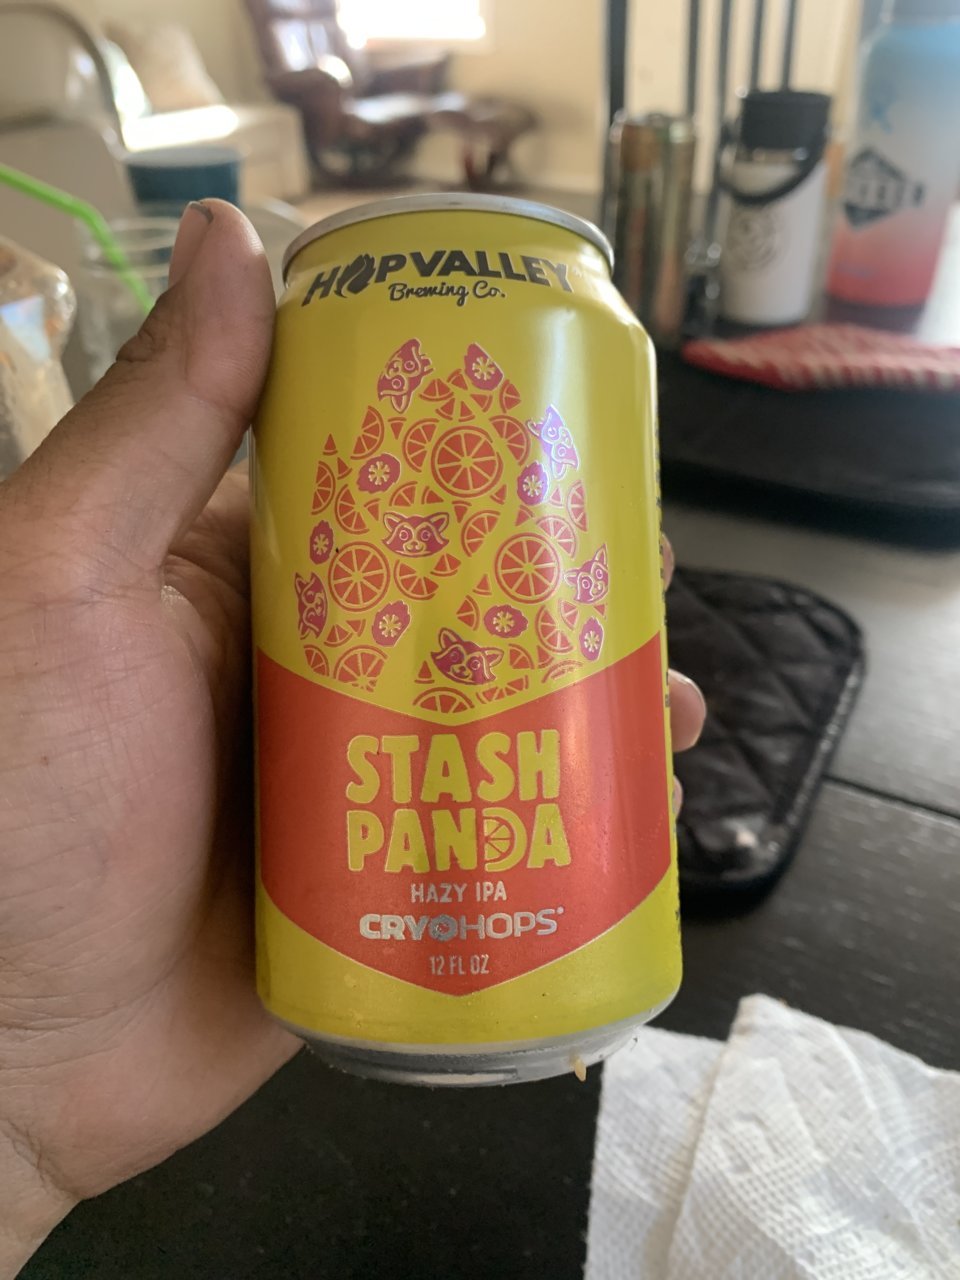 HOPVALLEY
Brewing Co.
STASH
PANDA
HAZY IPA
CRYOHOPS®
12 FL OZ